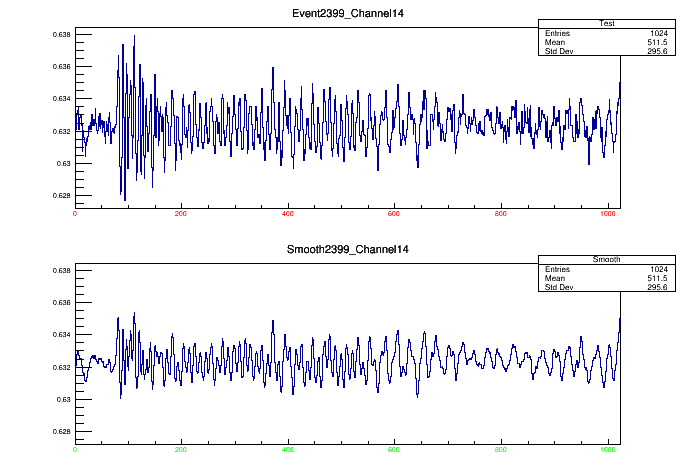 Event2399_Channel14
Test
Entries 1024
Mean 511.5
Std Dev 295.6
0.638
0.636
0.634
0.632
0.63
0.628
0 200 400 600 800 1000
Smooth2399_Channel14
Smooth
Entries 1024
Mean 511.5
Std Dev 295.6
0.638
0.636
0.634
0.632
0.63
0.628
0 200 400 600 800 1000